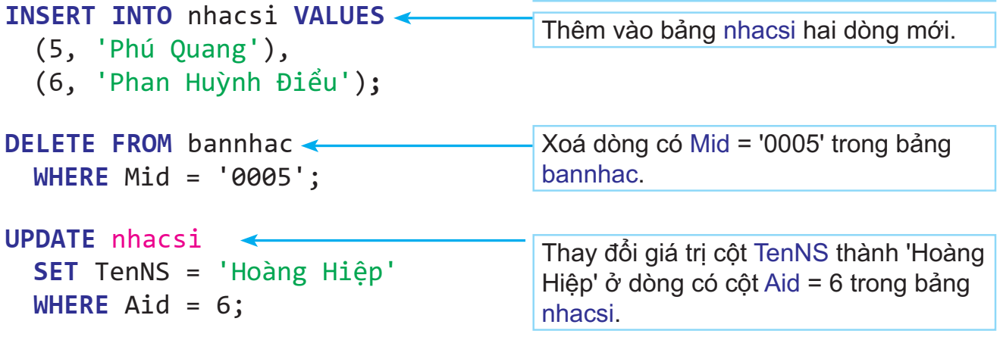 INSERT INTO nhacsi VALUES
Thêm vào bảng nhacsi hai dòng mới.
(5, 'Phú Quang'),
(6, 'Phan Huỳnh Điểu');
DELETE FROM bannhac
WHERE Mid = '0005';
Xoá dòng có Mid = '0005' trong bảng
bannhac.
UPDATE nhacsi
SET TenNS = 'Hoàng Hiệp'
WHERE Aid = 6;
Thay đổi giá trị cột TenNS thành 'Hoàng
Hiệp' ở dòng có cột Aid = 6 trong bảng
nhacsi.